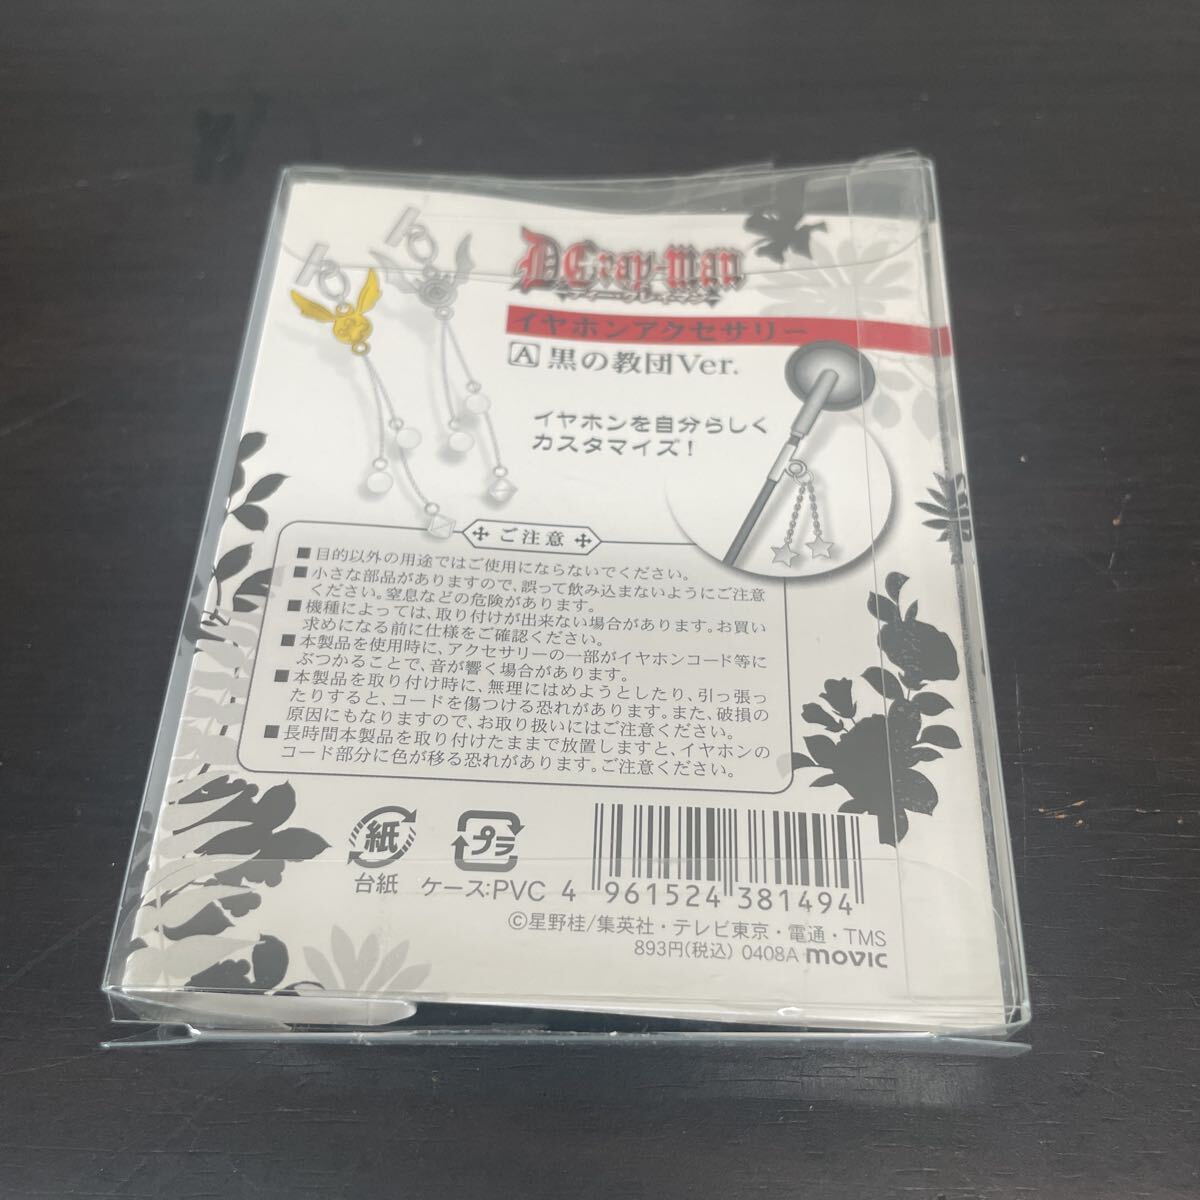 D.Gray-man
ディー・グレイマン
イヤホンアクセサリー
A 黒の教団Ver.
イヤホンを自分らしく
カスタマイズ！
ご注意
■目的以外の用途ではご使用にならないでください。
■小さな部品がありますので、誤って飲み込まないようにご注意
ください。窒息などの危険があります。
■機種によっては、取り付けが出来ない場合があります。お買い
求めになる前に仕様をご確認ください。
■本製品を使用時に、アクセサリーの一部がイヤホンコード等に
ぶつかることで、音が響く場合があります。
■本製品を取り付け時に、無理にはめようとしたり、引っ張っ
たりすると、コードを傷つける恐れがあります。また、破損の
原因にもなりますので、お取り扱いにはご注意ください。
■長時間本製品を取り付けたままで放置しますと、イヤホンの
コード部分に色が移る恐れがあります。ご注意ください。
紙
プラ
台紙
ケース:PVC
4 961524 381494
©星野桂/集英社・テレビ東京・電通・TMS
893円(税込) 0408A movic